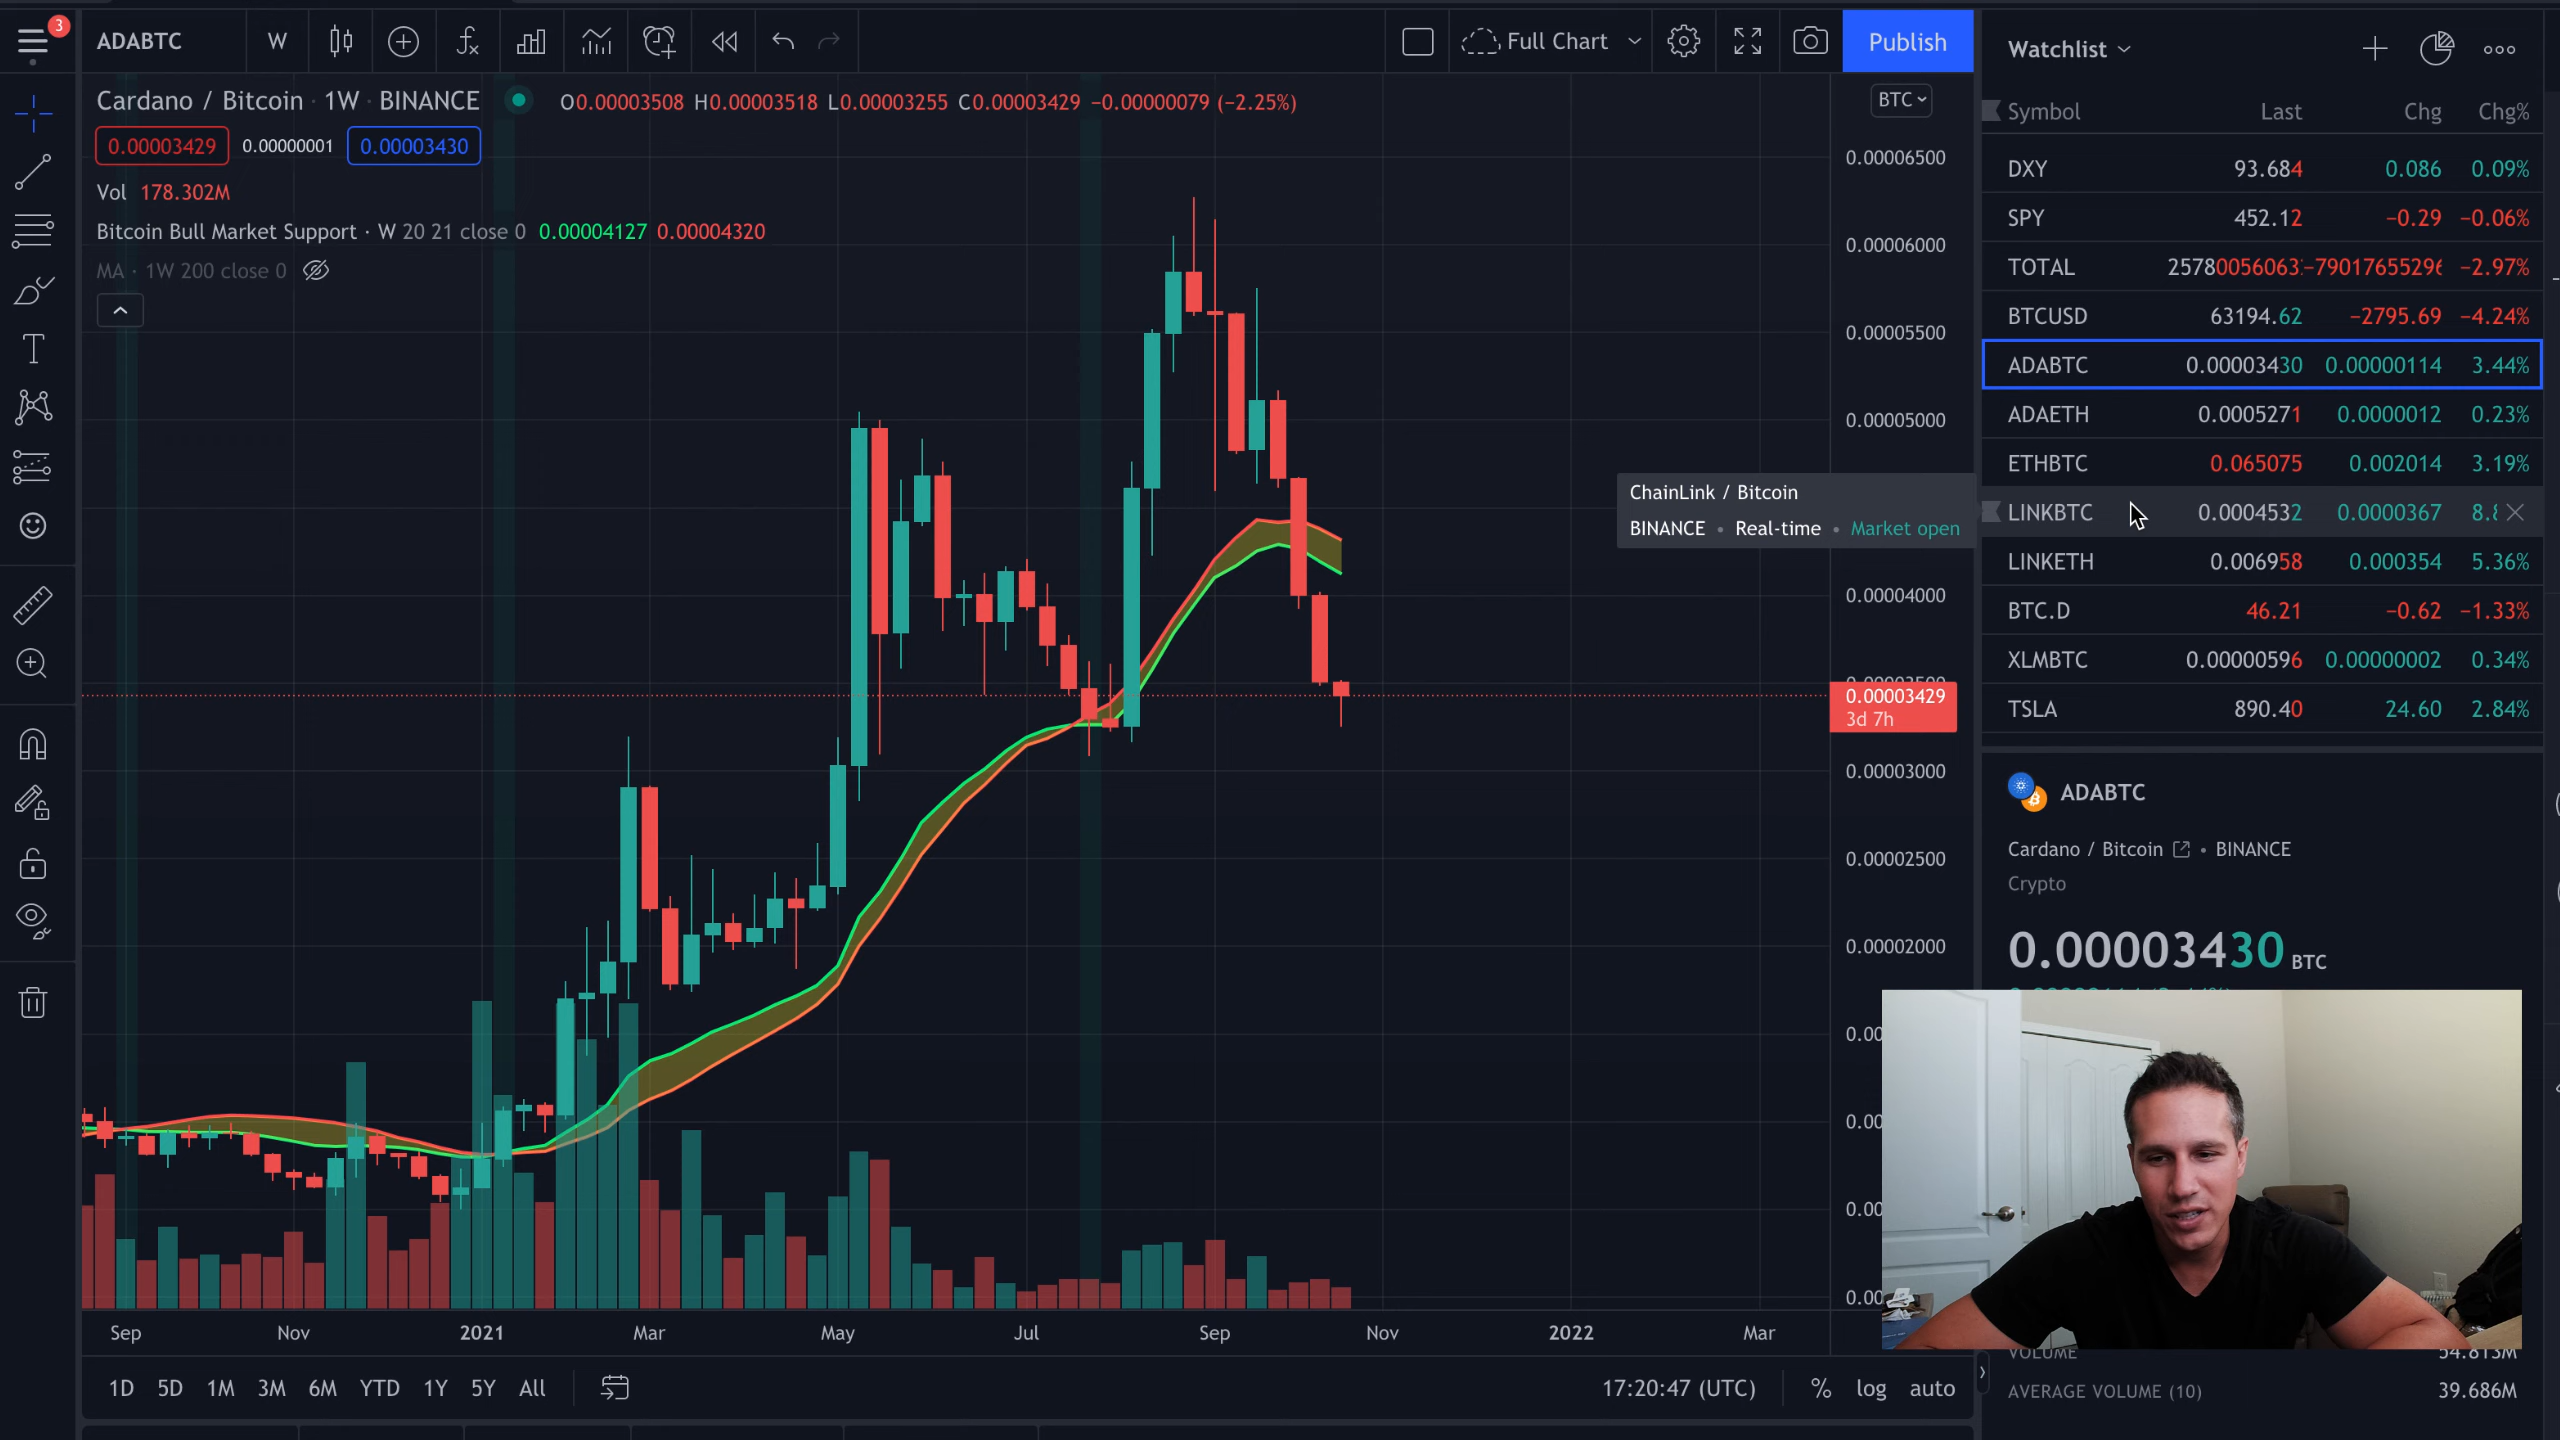 3
ADABTC
W
Full Chart
Publish
Cardano / Bitcoin · 1W · BINANCE
O0.00003508 H0.00003518 L0.00003255 C0.00003429 −0.00000079 (−2.25%)
0.00003429 0.00000001 0.00003430
Vol 178.302M
Bitcoin Bull Market Support · W 20 21 close 0 0.00004127 0.00004320
MA · 1W 200 close 0
BTC
0.00006500
0.00006000
0.00005500
0.00005000
ChainLink / Bitcoin
BINANCE • Real-time • Market open
0.00004000
0.00003429
3d 7h
0.00003000
0.00002500
0.00002000
0.00
0.00
0.00
0.00
Sep Nov 2021 Mar May Jul Sep Nov 2022 Mar
1D 5D 1M 3M 6M YTD 1Y 5Y All
17:20:47 (UTC) % log auto
Watchlist
Symbol Last Chg Chg%
DXY 93.684 0.086 0.09%
SPY 452.12 −0.29 −0.06%
TOTAL 25780056063 −79017655296 −2.97%
BTCUSD 63194.62 −2795.69 −4.24%
ADABTC 0.00003430 0.00000114 3.44%
ADAETH 0.0005271 0.0000012 0.23%
ETHBTC 0.065075 0.002014 3.19%
LINKBTC 0.0004532 0.0000367 8.
LINKETH 0.006958 0.000354 5.36%
BTC.D 46.21 −0.62 −1.33%
XLMBTC 0.00000596 0.00000002 0.34%
TSLA 890.40 24.60 2.84%
ADABTC
Cardano / Bitcoin • BINANCE
Crypto
0.00003430 BTC
VOLUME 54.813M
AVERAGE VOLUME (10) 39.686M